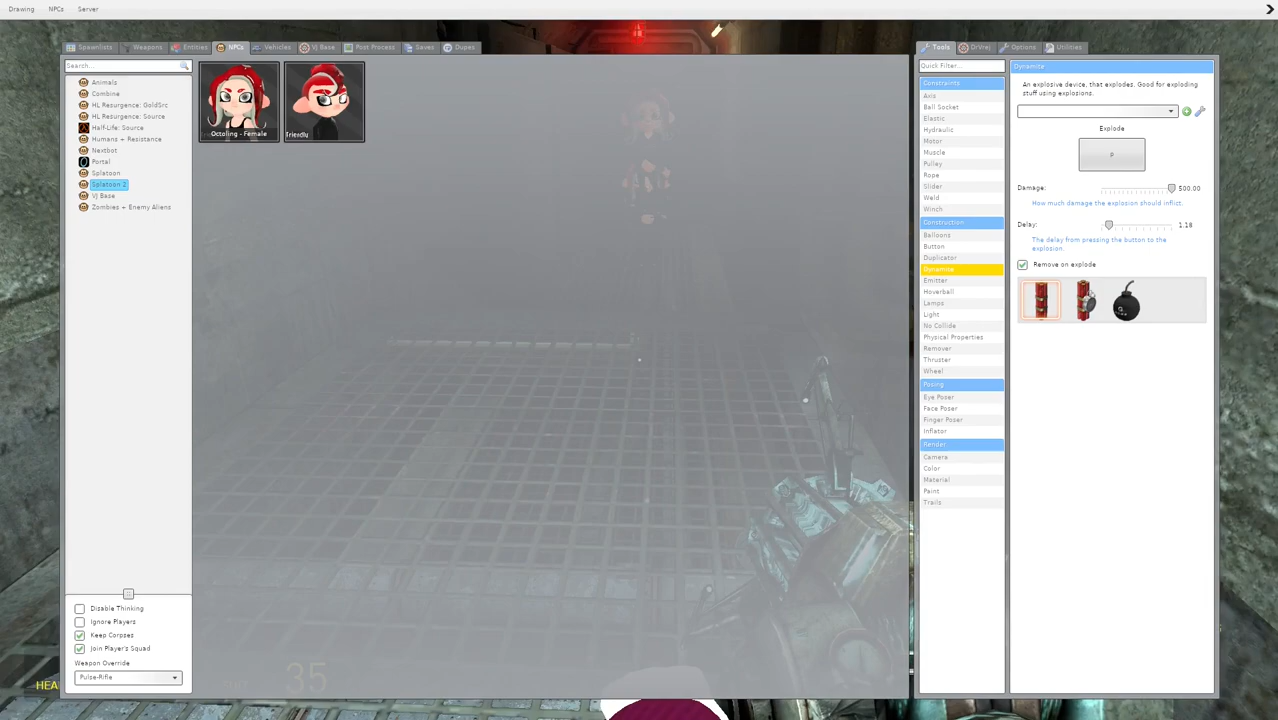 Drawing NPCs Server
Spawnlists Weapons Entities NPCs Vehicles VJ Base Post Process Saves Dupes
Search...
Animals
Combine
HL Resurgence: GoldSrc
HL Resurgence: Source
Half-Life: Source
Humans + Resistance
Nextbot
Portal
Splatoon
Splatoon 2
VJ Base
Zombies + Enemy Aliens
Octoling - Female
Friendly
Disable Thinking
Ignore Players
Keep Corpses
Join Player's Squad
Weapon Override
Pulse-Rifle
HEA
35
Tools DrVrej Options Utilities
Quick Filter...
Constraints
Axis
Ball Socket
Elastic
Hydraulic
Motor
Muscle
Pulley
Rope
Slider
Weld
Winch
Construction
Balloons
Button
Duplicator
Dynamite
Emitter
Hoverball
Lamps
Light
No Collide
Physical Properties
Remover
Thruster
Wheel
Posing
Eye Poser
Face Poser
Finger Poser
Inflator
Render
Camera
Color
Material
Paint
Trails
Dynamite
An explosive device, that explodes. Good for exploding
stuff using explosions.
Explode
Damage: 500.00
How much damage the explosion should inflict.
Delay: 1.18
The delay from pressing the button to the
explosion.
Remove on explode